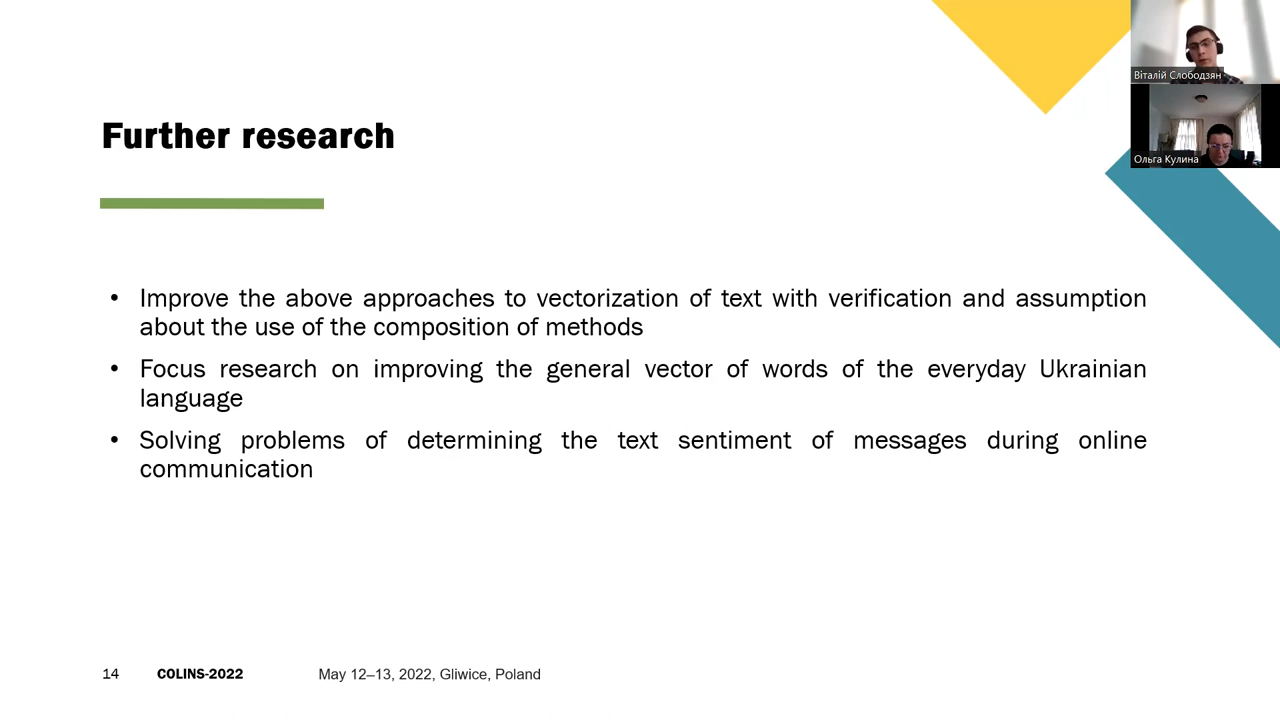 Віталій Слободзян
Ольга Кулина
Further research
• Improve the above approaches to vectorization of text with verification and assumption
about the use of the composition of methods
• Focus research on improving the general vector of words of the everyday Ukrainian
language
• Solving problems of determining the text sentiment of messages during online
communication
14 COLINS-2022 May 12–13, 2022, Gliwice, Poland